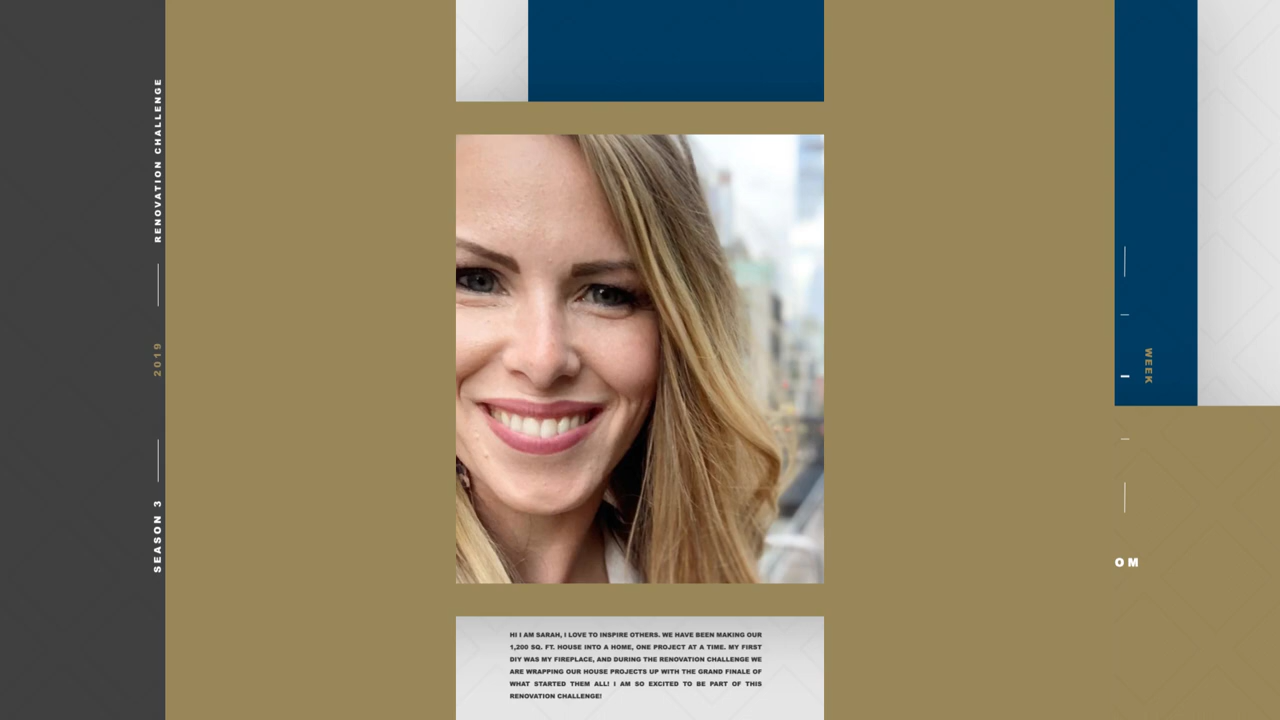 RENOVATION CHALLENGE
2019
SEASON 3
HI I AM SARAH, I LOVE TO INSPIRE OTHERS. WE HAVE BEEN MAKING OUR
1,200 SQ. FT. HOUSE INTO A HOME, ONE PROJECT AT A TIME. MY FIRST
DIY WAS MY FIREPLACE, AND DURING THE RENOVATION CHALLENGE WE
ARE WRAPPING OUR HOUSE PROJECTS UP WITH THE GRAND FINALE OF
WHAT STARTED THEM ALL! I AM SO EXCITED TO BE PART OF THIS
RENOVATION CHALLENGE!
WEEK
OM